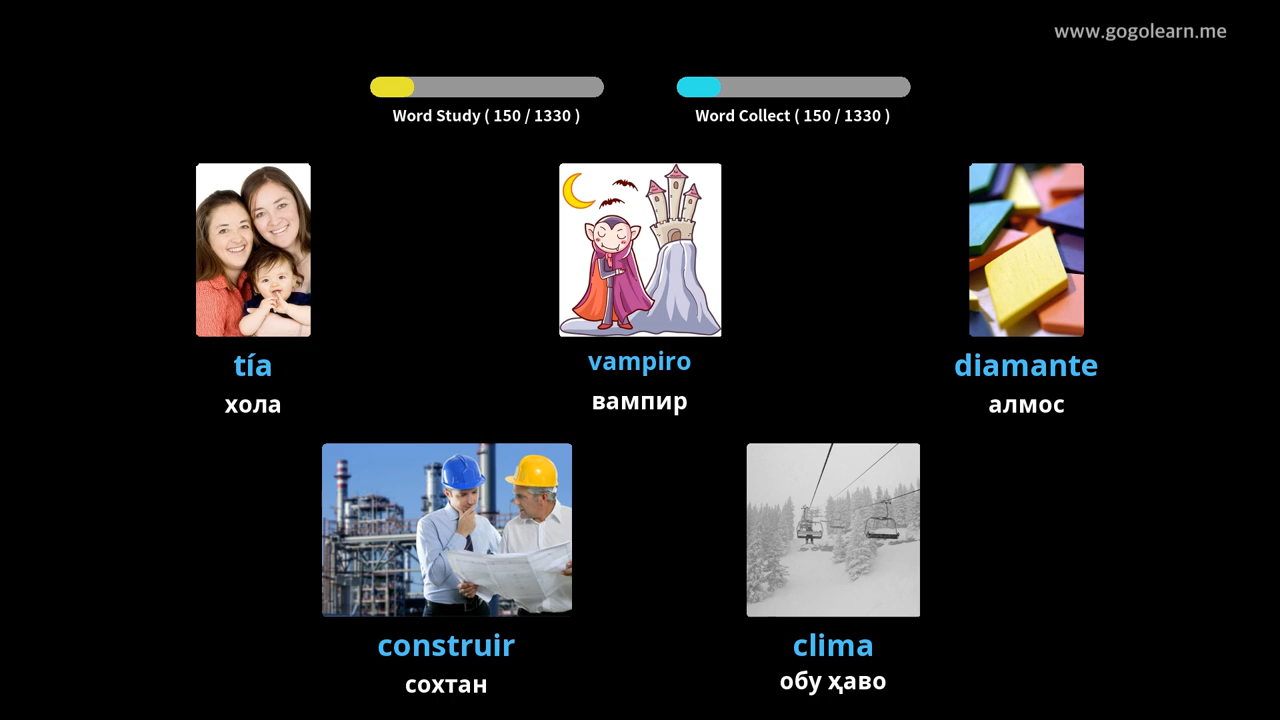 www.gogolearn.me
Word Study ( 150 / 1330 )
Word Collect ( 150 / 1330 )
tía
хола
vampiro
вампир
diamante
алмос
construir
сохтан
clima
обу ҳаво